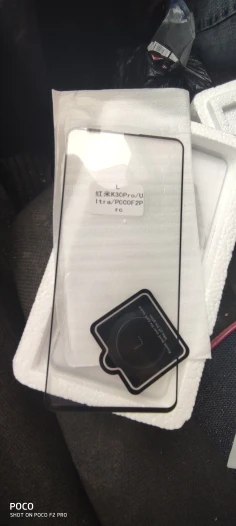 L
红米K30Pro/U
ltra/POCOF2P
ro
L
POCO
SHOT ON POCO F2 PRO